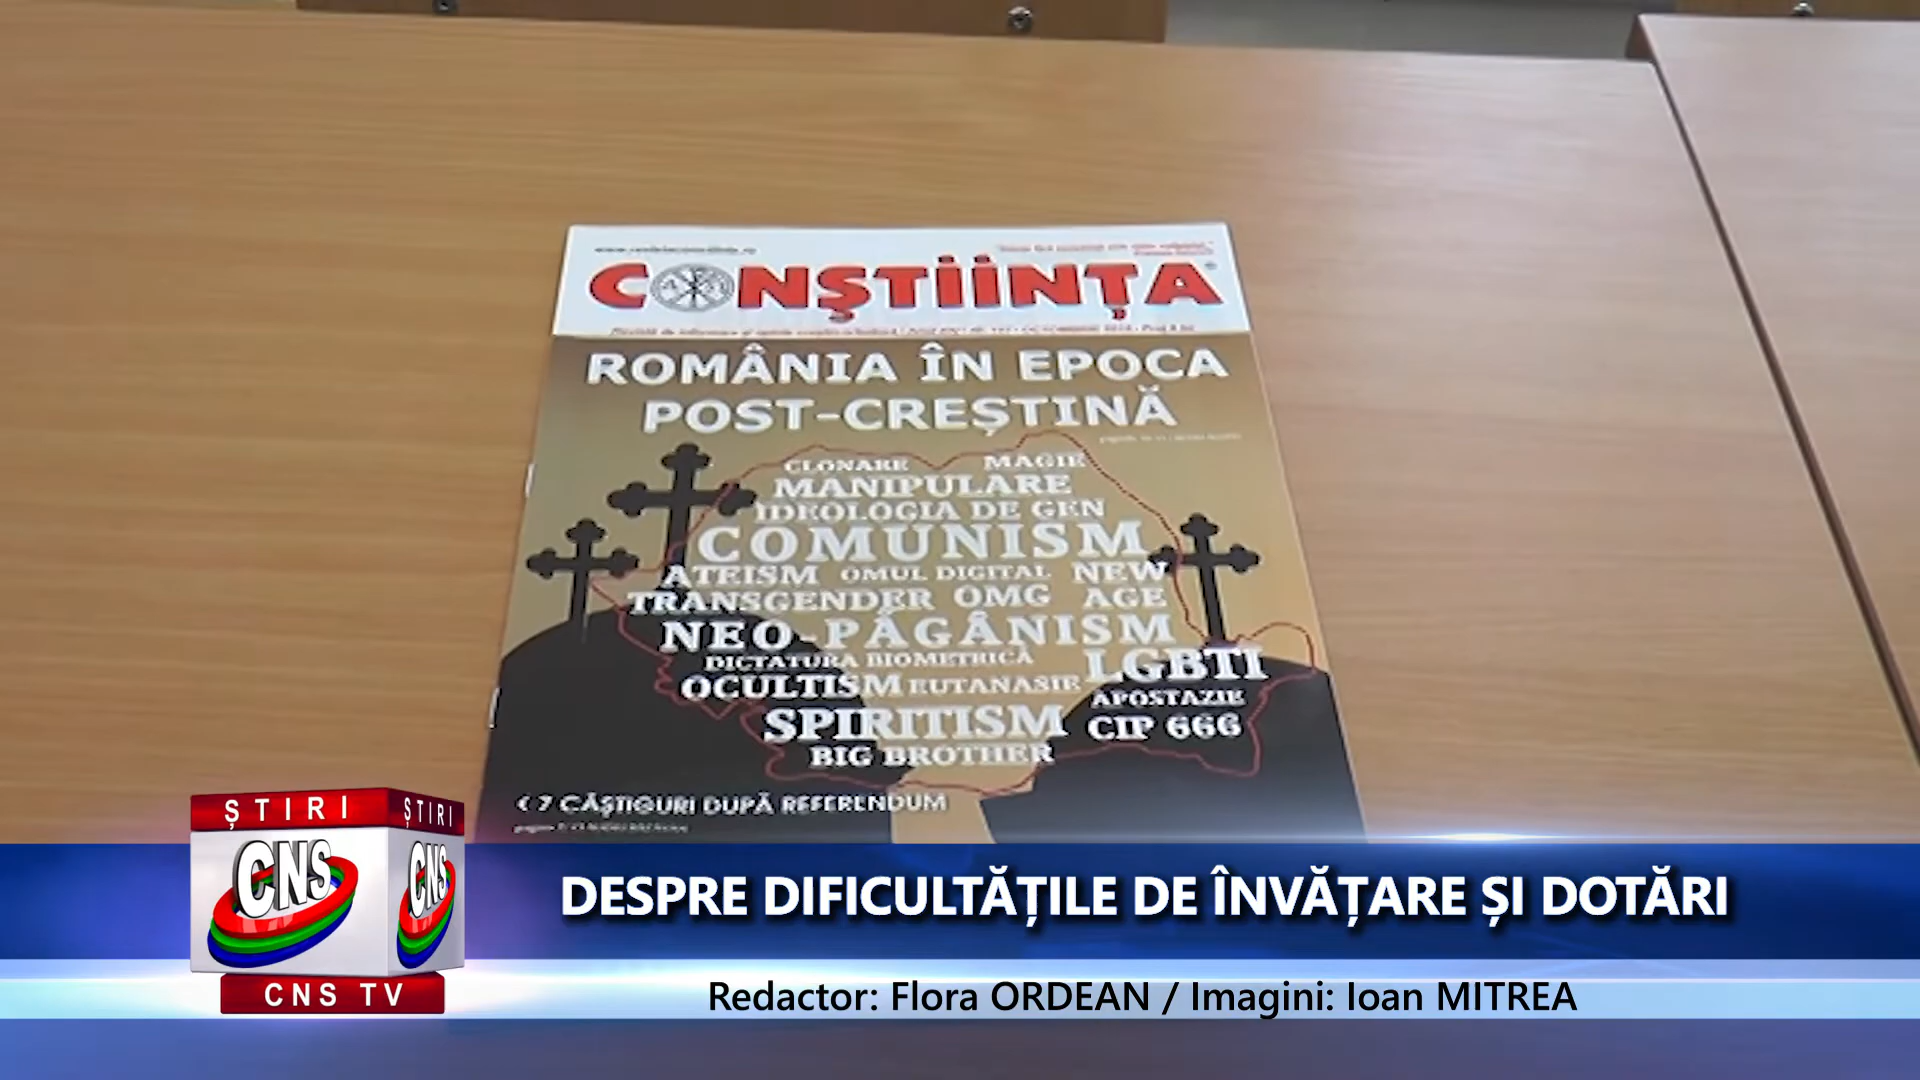 CONȘTIINȚA
ROMÂNIA ÎN EPOCA
POST-CREȘTINĂ
CLONARE MAGIE
MANIPULARE
IDEOLOGIA DE GEN
COMUNISM
ATEISM OMUL DIGITAL NEW
TRANSGENDER OMG AGE
NEO-PĂGÂNISM
DICTATURA BIOMETRICĂ LGBTI
OCULTISM EUTANASIE
APOSTAZIE
SPIRITISM CIP 666
BIG BROTHER
7 CÂȘTIGURI DUPĂ REFERENDUM
ȘTIRI ȘTIRI
CNS CNS
CNS TV
DESPRE DIFICULTĂȚILE DE ÎNVĂȚARE ȘI DOTĂRI
Redactor: Flora ORDEAN / Imagini: Ioan MITREA